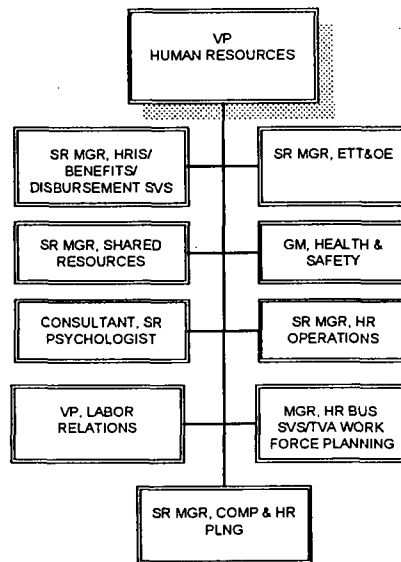 VP
HUMAN RESOURCES
SR MGR, HRIS/
BENEFITS/
DISBURSEMENT SVS
SR MGR, ETT&OE
SR MGR, SHARED
RESOURCES
GM, HEALTH &
SAFETY
CONSULTANT, SR
PSYCHOLOGIST
SR MGR, HR
OPERATIONS
VP, LABOR
RELATIONS
MGR, HR BUS
SVS/TVA WORK
FORCE PLANNING
SR MGR, COMP & HR
PLNG